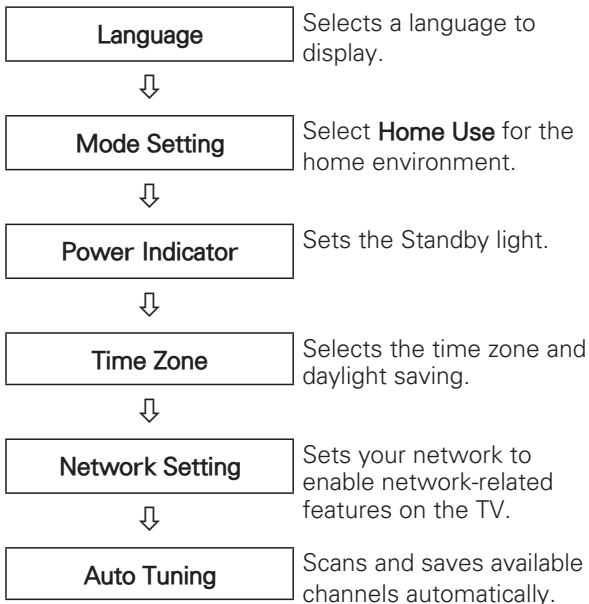 Language
Selects a language to
display.
⇩
Mode Setting
Select Home Use for the
home environment.
⇩
Power Indicator
Sets the Standby light.
⇩
Time Zone
Selects the time zone and
daylight saving.
⇩
Network Setting
Sets your network to
enable network-related
features on the TV.
⇩
Auto Tuning
Scans and saves available
channels automatically.